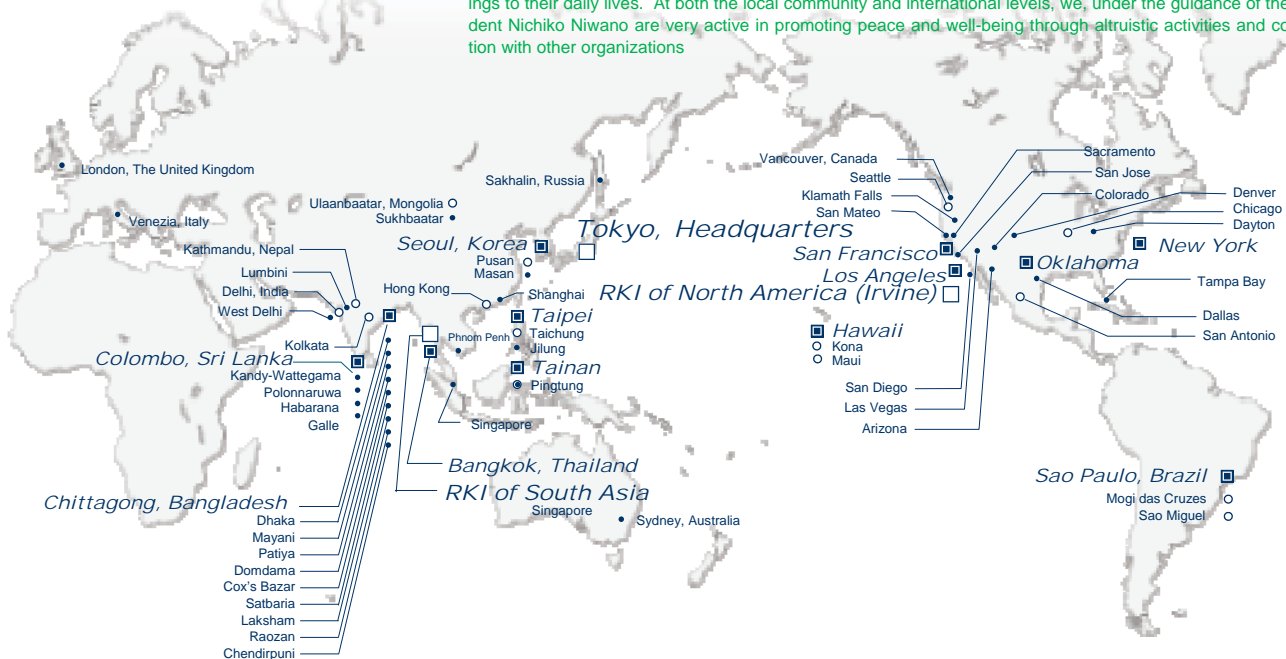 ings to their daily lives. At both the local community and international levels, we, under the guidance of the
dent Nichiko Niwano are very active in promoting peace and well-being through altruistic activities and co
tion with other organizations
London, The United Kingdom
Venezia, Italy
Sakhalin, Russia
Ulaanbaatar, Mongolia
Sukhbaatar
Kathmandu, Nepal
Lumbini
Delhi, India
West Delhi
Kolkata
Colombo, Sri Lanka
Kandy-Wattegama
Polonnaruwa
Habarana
Galle
Seoul, Korea
Pusan
Masan
Tokyo, Headquarters
Hong Kong
Shanghai
Phnom Penh
Taipei
Taichung
Jilung
Tainan
Pingtung
Singapore
Bangkok, Thailand
RKI of South Asia
Singapore
Sydney, Australia
Chittagong, Bangladesh
Dhaka
Mayani
Patiya
Domdama
Cox's Bazar
Satbaria
Laksham
Raozan
Chendirpuni
Vancouver, Canada
Seattle
Klamath Falls
San Mateo
San Francisco
Los Angeles
RKI of North America (Irvine)
Hawaii
Kona
Maui
San Diego
Las Vegas
Arizona
Sacramento
San Jose
Colorado
Denver
Chicago
Dayton
New York
Oklahoma
Tampa Bay
Dallas
San Antonio
Sao Paulo, Brazil
Mogi das Cruzes
Sao Miguel